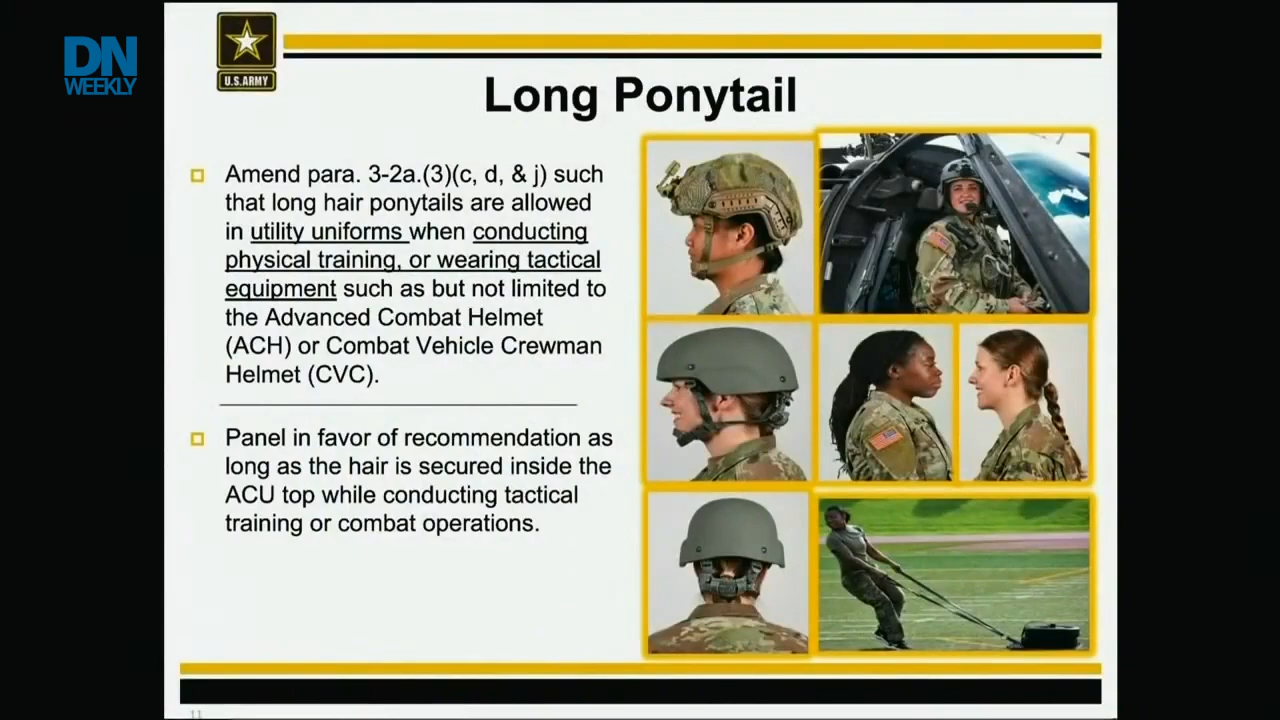 DN
WEEKLY
U.S.ARMY
Long Ponytail
Amend para. 3-2a.(3)(c, d, & j) such
that long hair ponytails are allowed
in utility uniforms when conducting
physical training, or wearing tactical
equipment such as but not limited to
the Advanced Combat Helmet
(ACH) or Combat Vehicle Crewman
Helmet (CVC).
Panel in favor of recommendation as
long as the hair is secured inside the
ACU top while conducting tactical
training or combat operations.
11